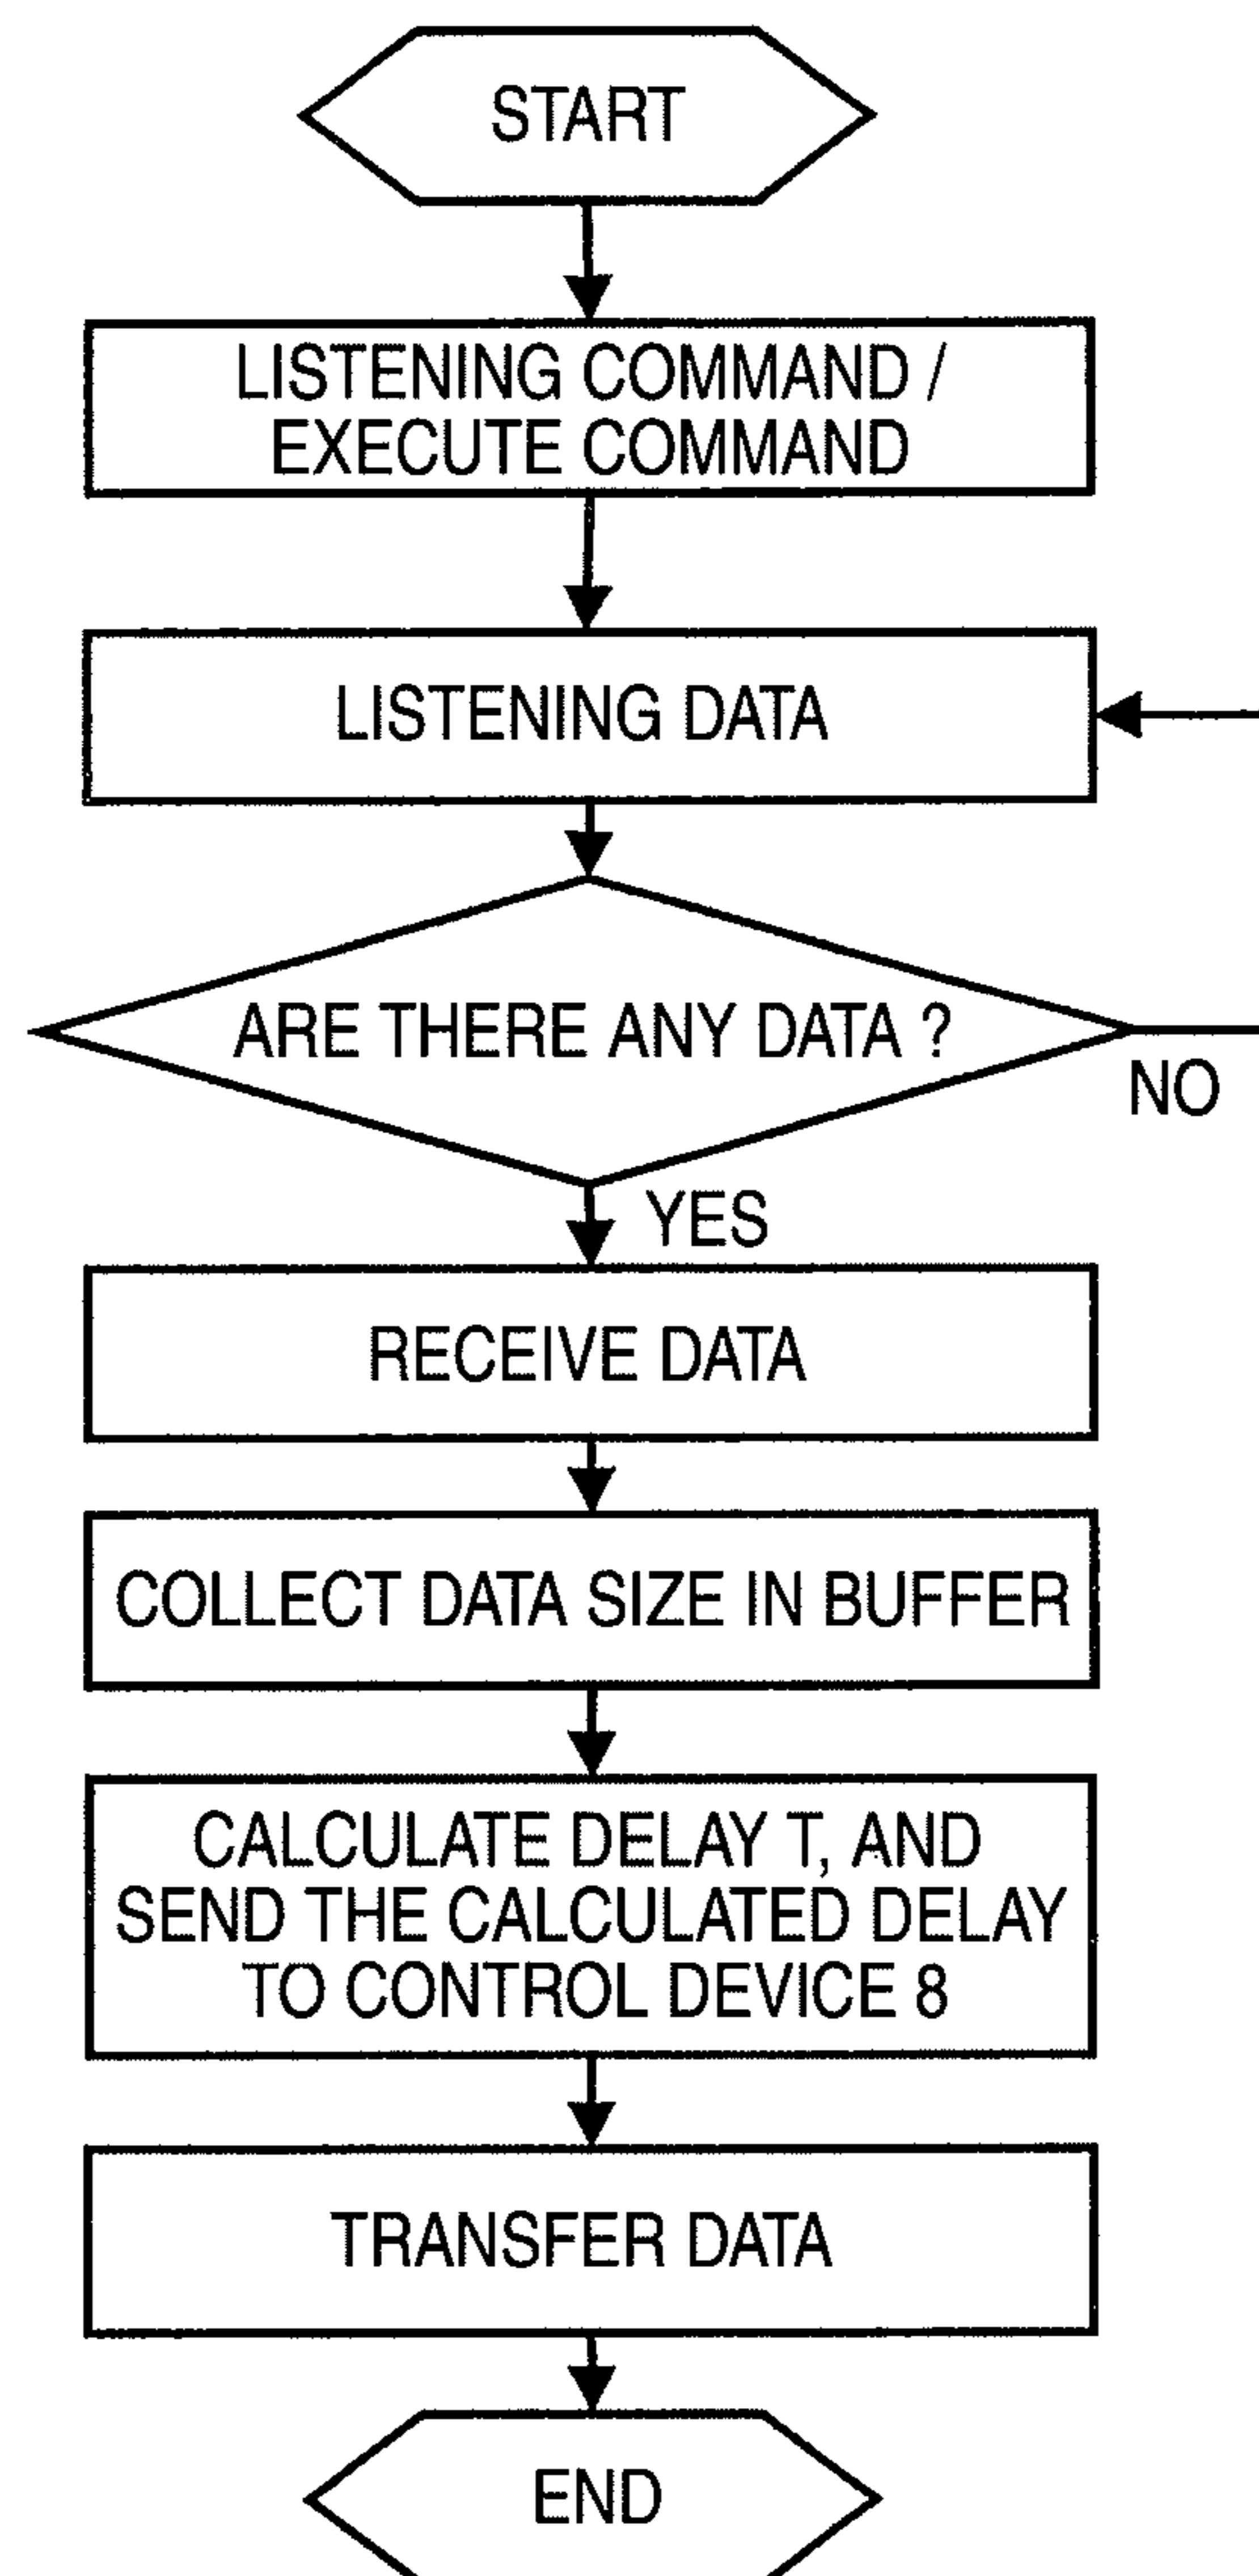 START
LISTENING COMMAND /
EXECUTE COMMAND
LISTENING DATA
ARE THERE ANY DATA ?
NO
YES
RECEIVE DATA
COLLECT DATA SIZE IN BUFFER
CALCULATE DELAY T, AND
SEND THE CALCULATED DELAY
TO CONTROL DEVICE 8
TRANSFER DATA
END